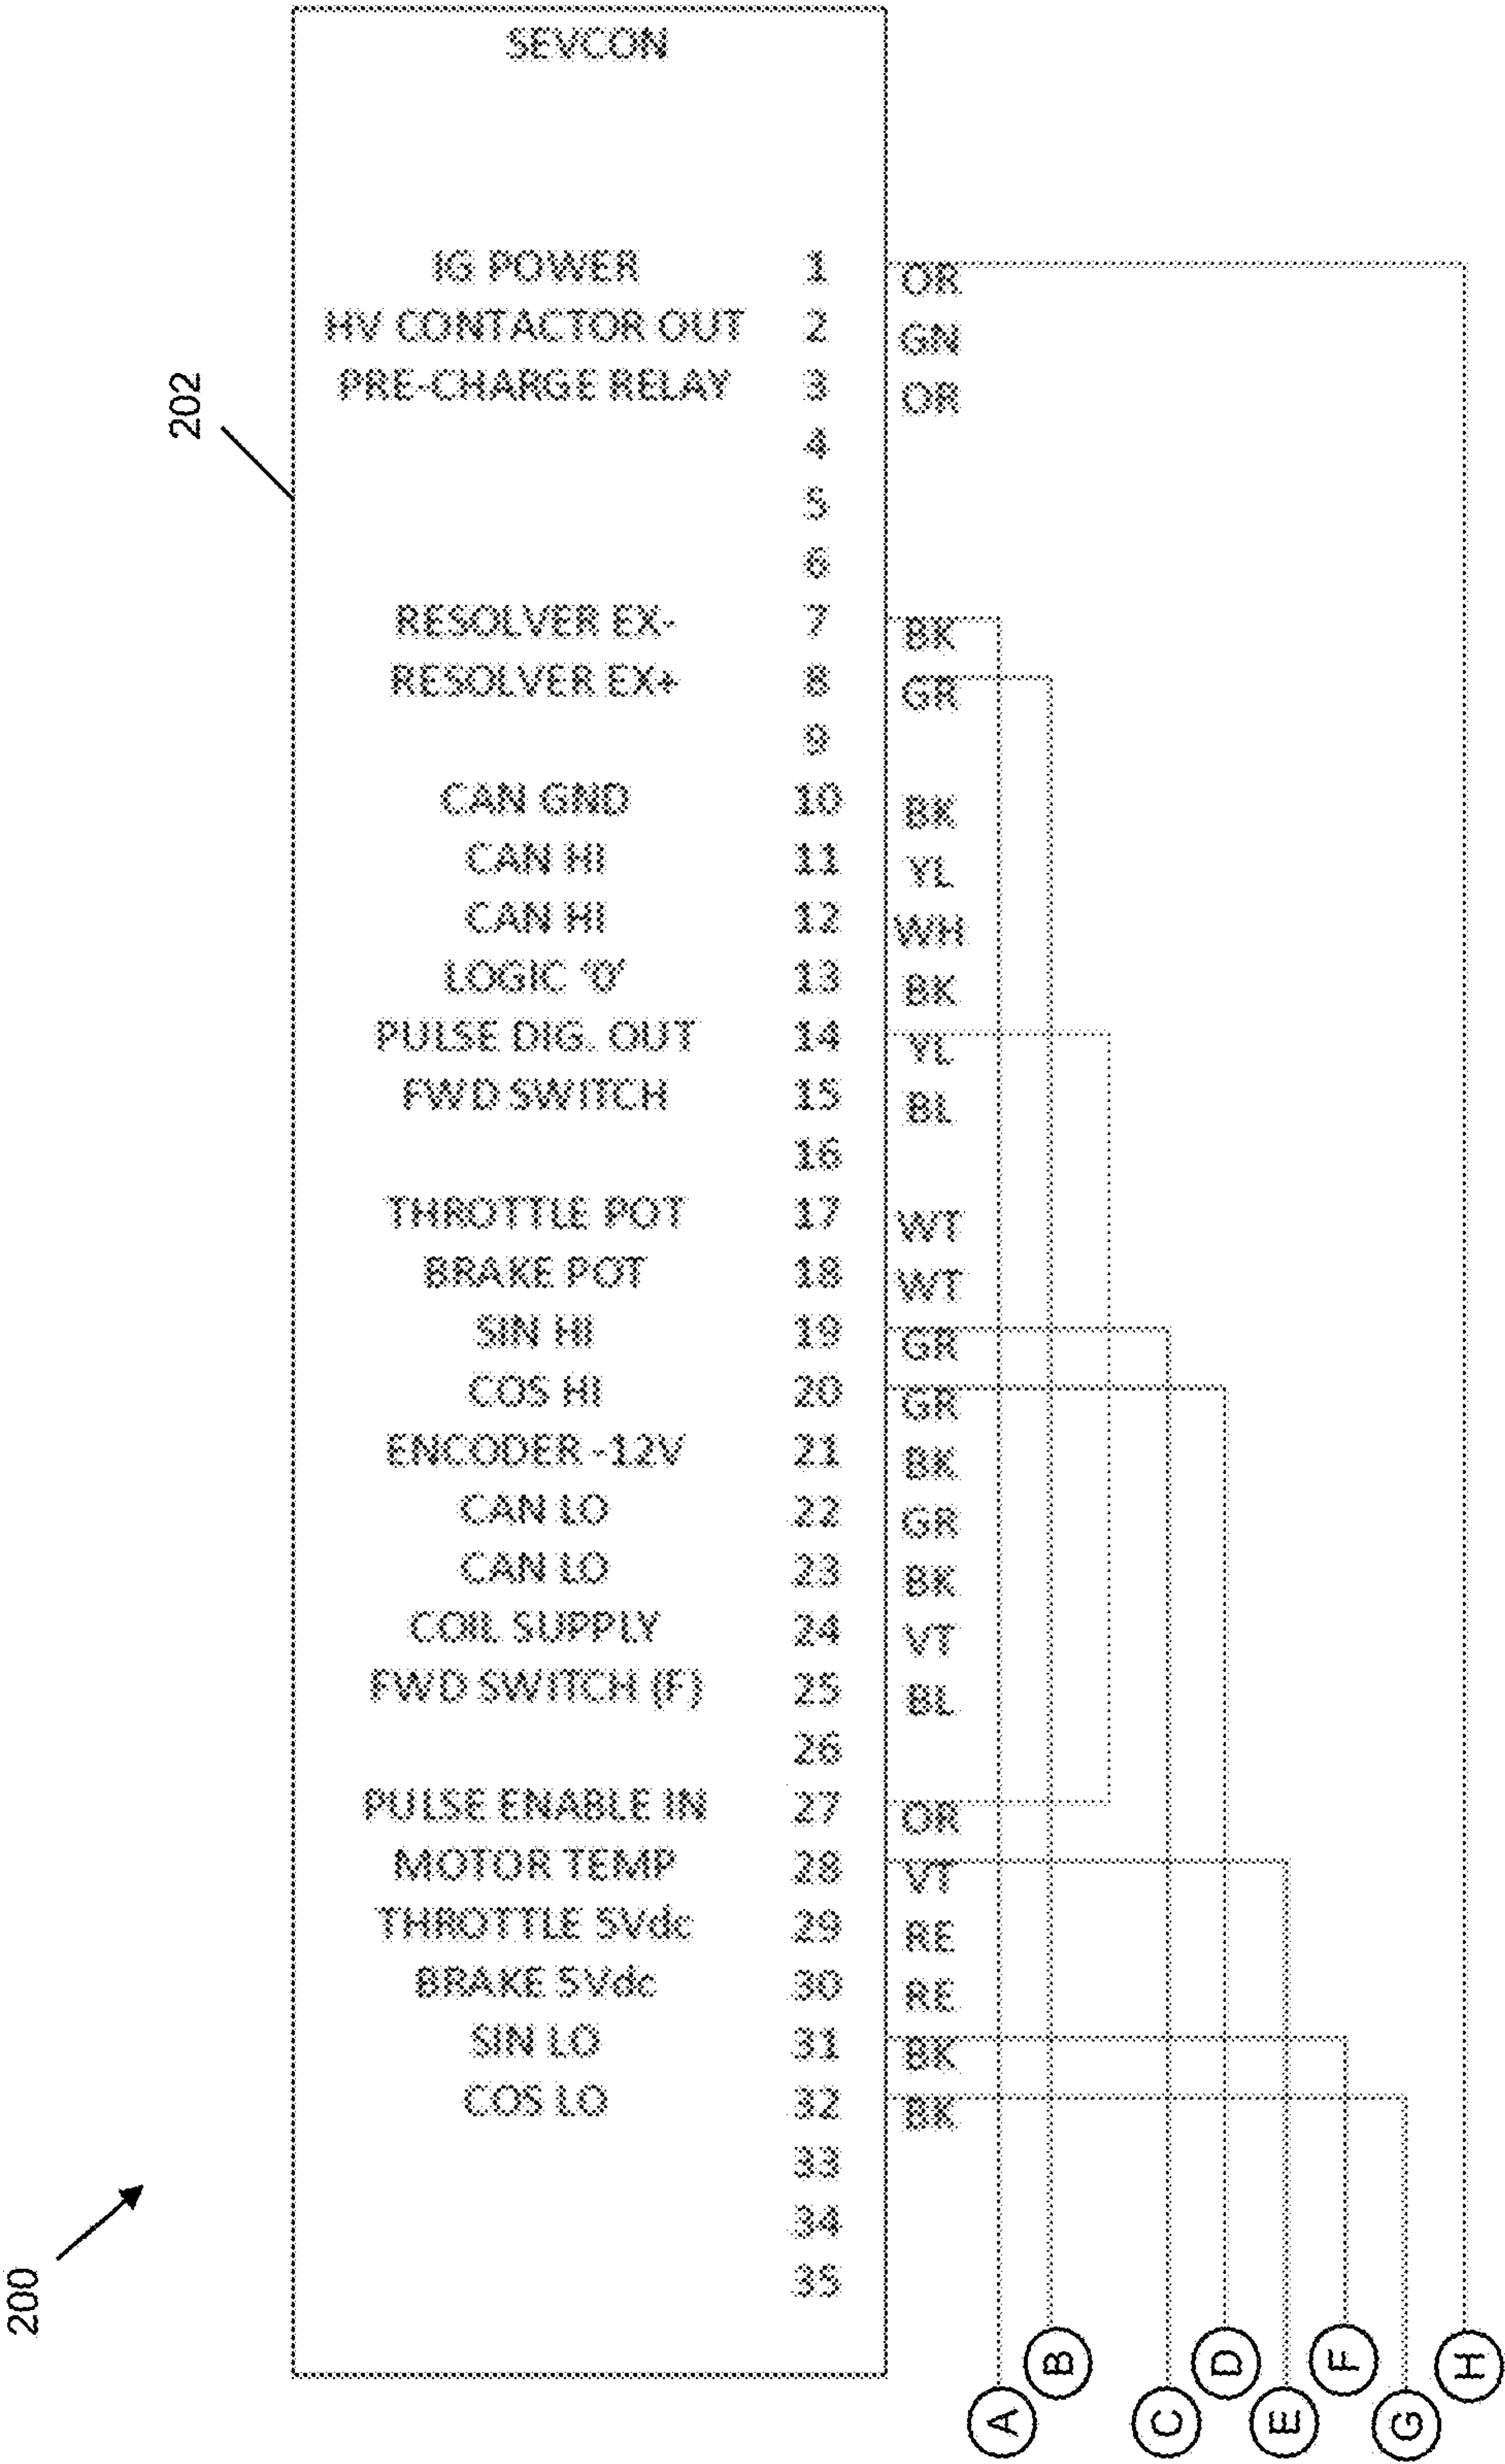 SEVCON
IG POWER 1 OR
HV CONTACTOR OUT 2 GN
PRE-CHARGE RELAY 3 OR
4
5
6
RESOLVER EX- 7 BK
RESOLVER EX+ 8 GR
9
CAN GND 10 BK
CAN HI 11 YL
CAN HI 12 WH
LOGIC '0' 13 BK
PULSE DIG. OUT 14 YL
FWD SWITCH 15 BL
16
THROTTLE POT 17 WT
BRAKE POT 18 WT
SIN HI 19 GR
COS HI 20 GR
ENCODER -12V 21 BK
CAN LO 22 GR
CAN LO 23 BK
COIL SUPPLY 24 VT
FWD SWITCH (F) 25 BL
26
PULSE ENABLE IN 27 OR
MOTOR TEMP 28 VT
THROTTLE 5Vdc 29 RE
BRAKE 5Vdc 30 RE
SIN LO 31 BK
COS LO 32 BK
33
34
35
202
200
A
B
C
D
E
F
G
H